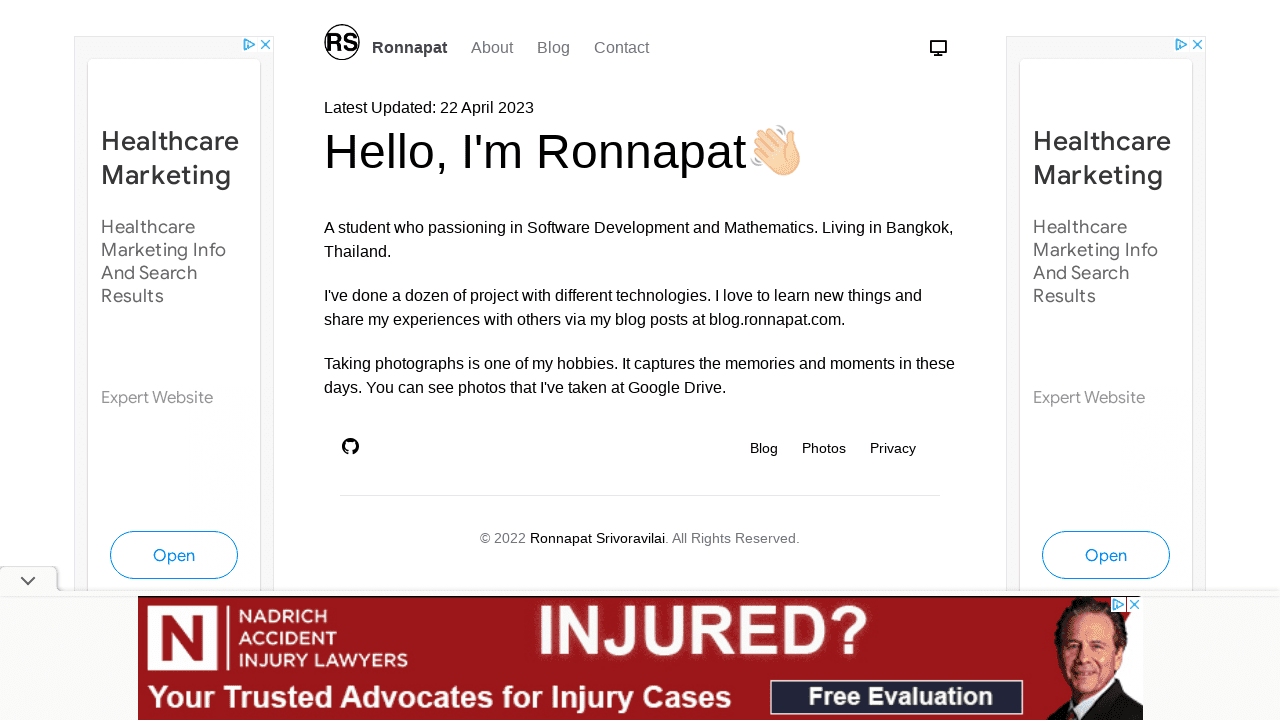 RS
Ronnapat About Blog Contact
Latest Updated: 22 April 2023
Hello, I'm Ronnapat👋🏻
A student who passioning in Software Development and Mathematics. Living in Bangkok,
Thailand.
I've done a dozen of project with different technologies. I love to learn new things and
share my experiences with others via my blog posts at blog.ronnapat.com.
Taking photographs is one of my hobbies. It captures the memories and moments in these
days. You can see photos that I've taken at Google Drive.
Blog Photos Privacy
© 2022 Ronnapat Srivoravilai. All Rights Reserved.
Healthcare
Marketing
Healthcare
Marketing Info
And Search
Results
Expert Website
Open
Healthcare
Marketing
Healthcare
Marketing Info
And Search
Results
Expert Website
Open
N
NADRICH
ACCIDENT
INJURY LAWYERS
INJURED?
Your Trusted Advocates for Injury Cases
Free Evaluation